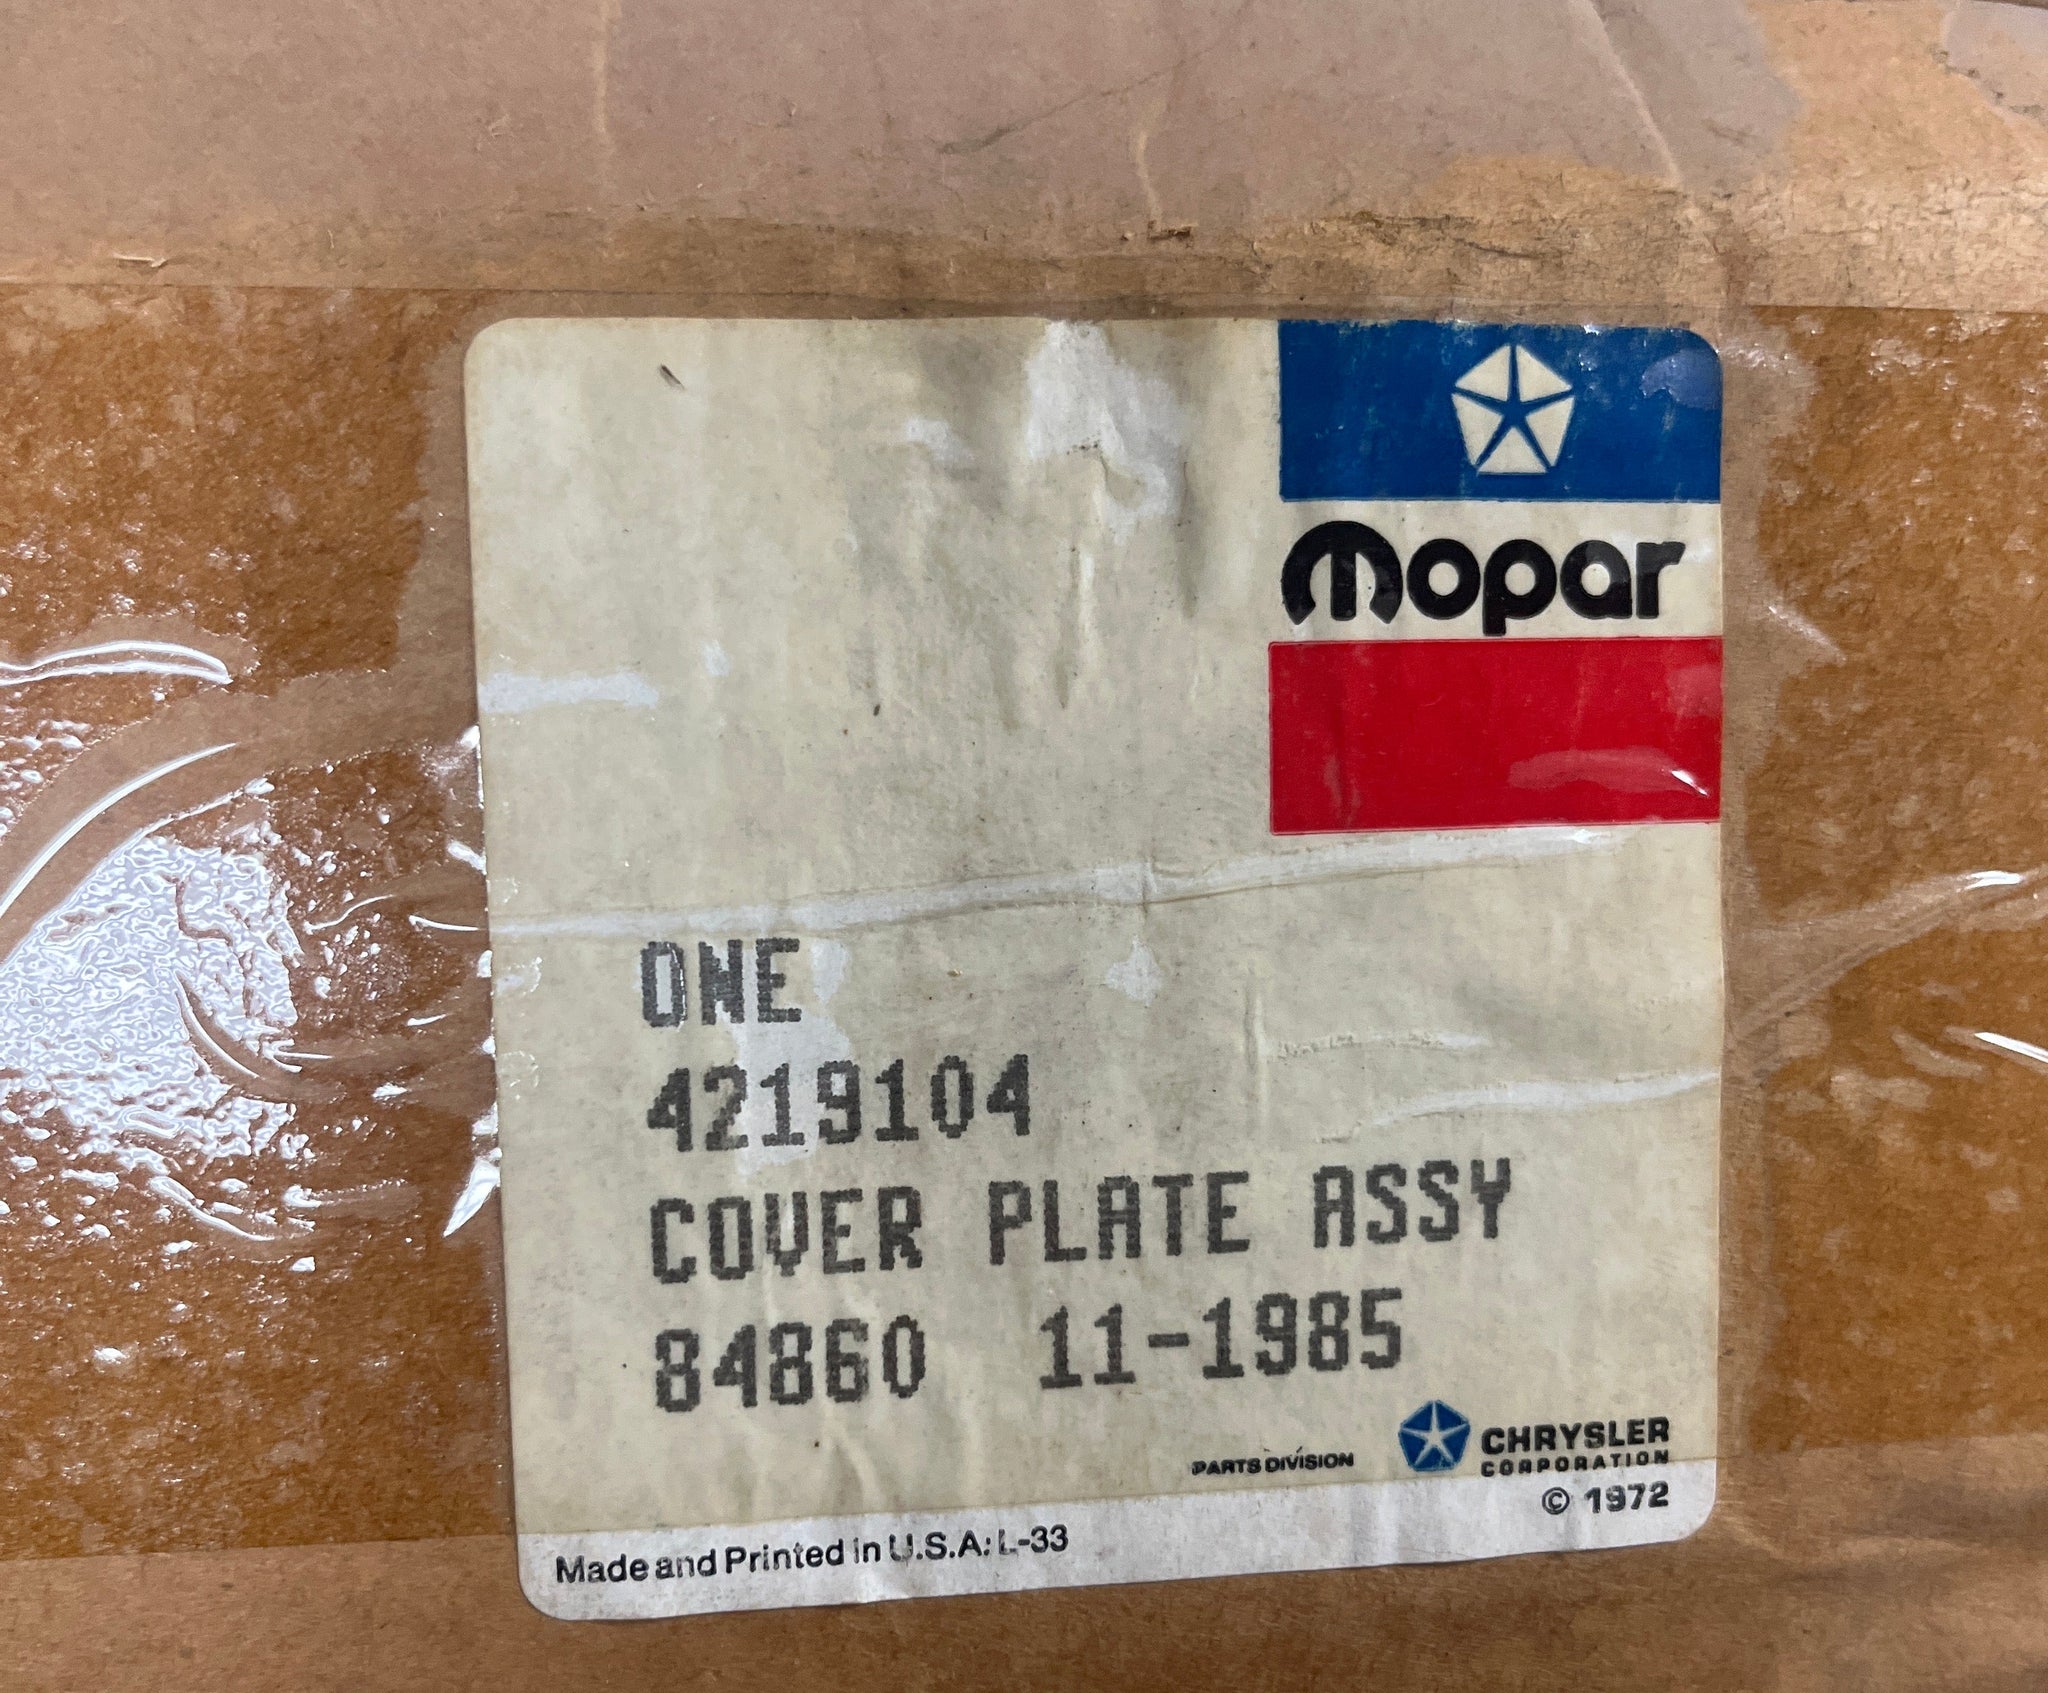 Mopar
ONE
4219104
COVER PLATE ASSY
84860 11-1985
PARTS DIVISION
CHRYSLER
CORPORATION
© 1972
Made and Printed in U.S.A: L-33